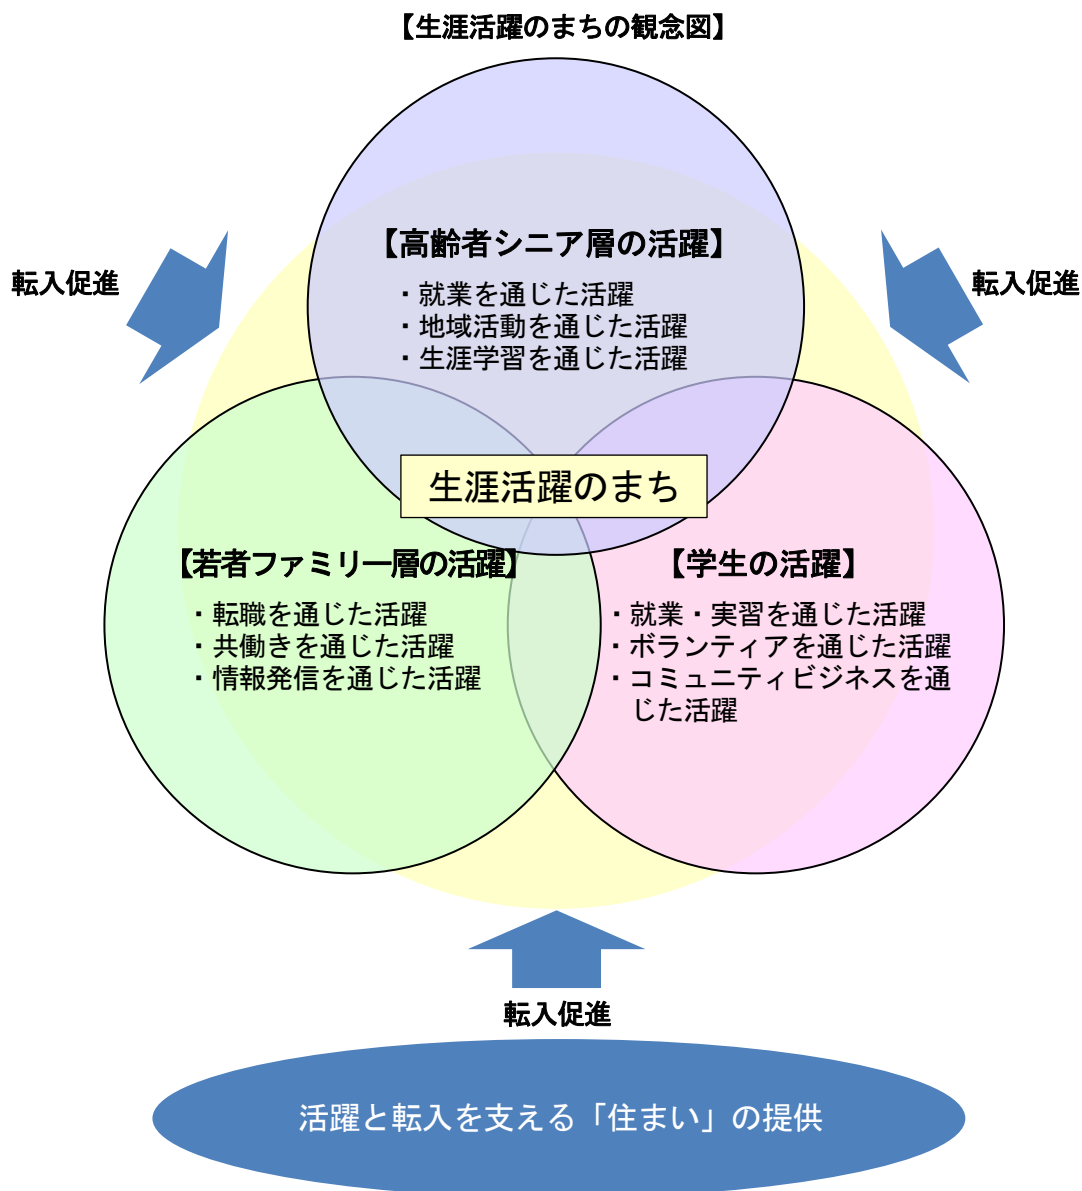 【生涯活躍のまちの観念図】
【高齢者シニア層の活躍】
・就業を通じた活躍
・地域活動を通じた活躍
・生涯学習を通じた活躍
転入促進
転入促進
生涯活躍のまち
【若者ファミリー層の活躍】
・転職を通じた活躍
・共働きを通じた活躍
・情報発信を通じた活躍
【学生の活躍】
・就業・実習を通じた活躍
・ボランティアを通じた活躍
・コミュニティビジネスを通
じた活躍
転入促進
活躍と転入を支える「住まい」の提供